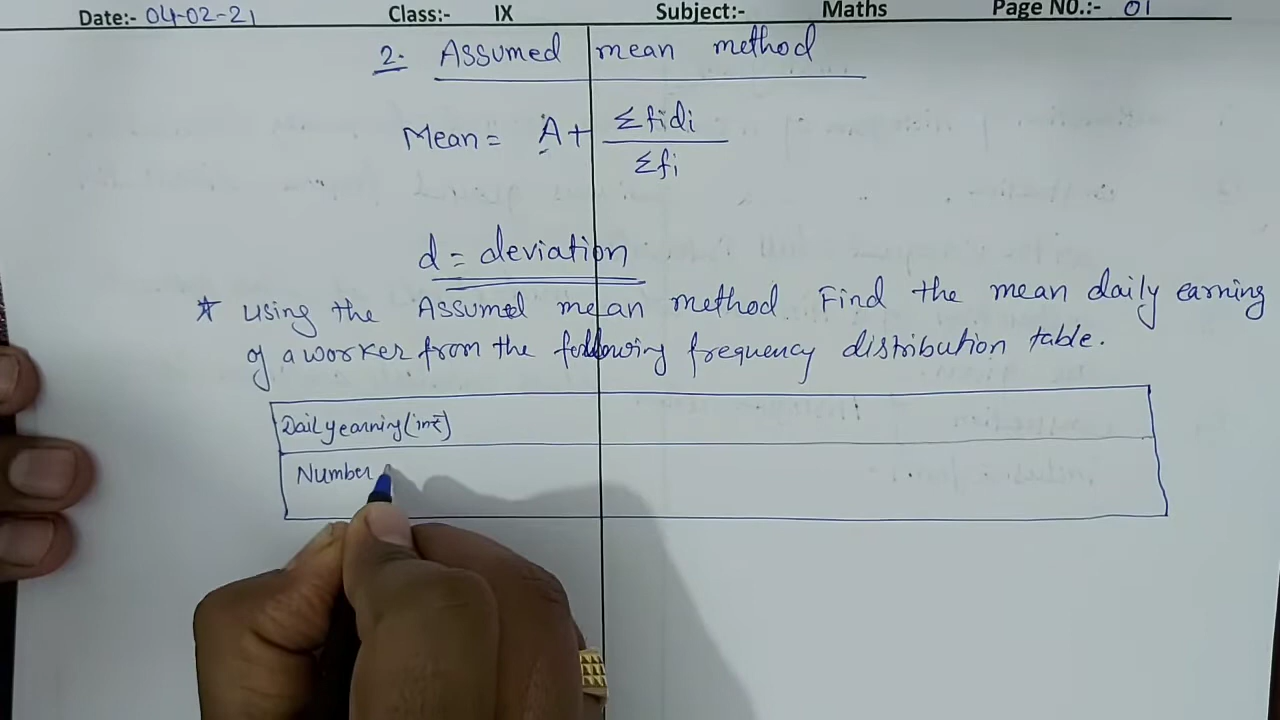 Date:- 04-02-21 Class:- IX Subject:- Maths Page NO.:- 01
2. Assumed mean method
Mean = A + Σfidi / Σfi
d = deviation
* Using the Assumed mean method. Find the mean daily earning
of a worker from the following frequency distribution table.
Daily earning (in ₹)
Number